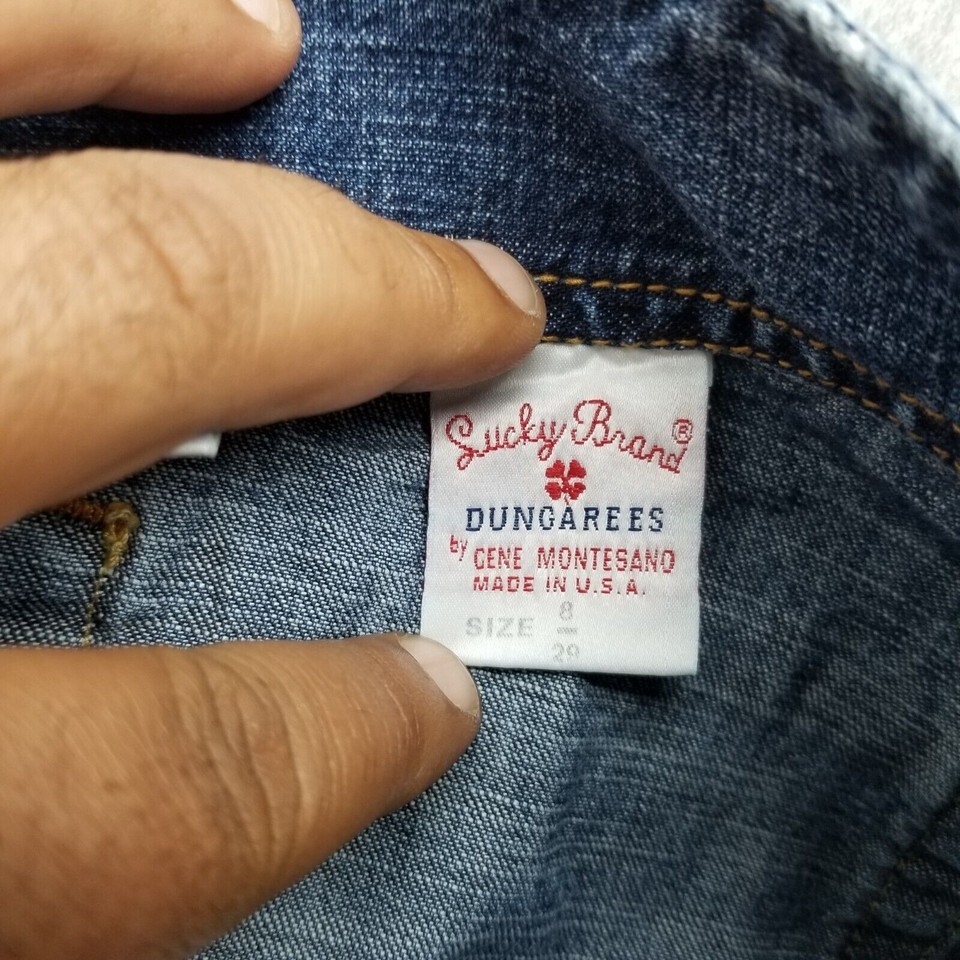 Lucky Brand®
DUNGAREES
by GENE MONTESANO
MADE IN U.S.A.
SIZE 8
29